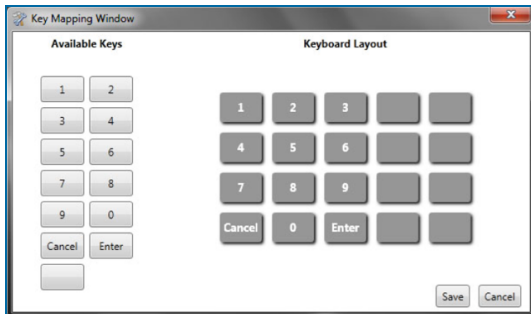 Key Mapping Window
Available Keys
Keyboard Layout
1 2
3 4
5 6
7 8
9 0
Cancel Enter
1 2 3
4 5 6
7 8 9
Cancel 0 Enter
Save Cancel